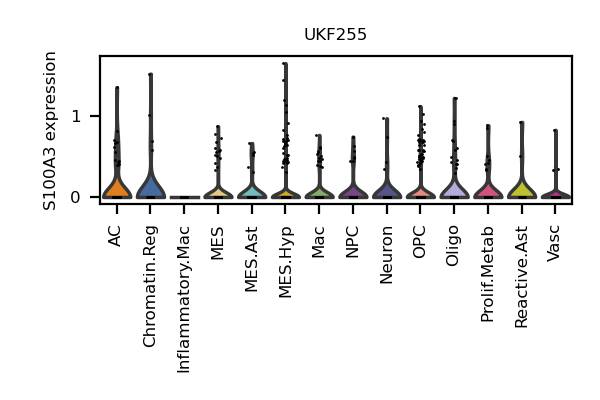 UKF255
S100A3 expression
1
0
AC
Chromatin.Reg
Inflammatory.Mac
MES
MES.Ast
MES.Hyp
Mac
NPC
Neuron
OPC
Oligo
Prolif.Metab
Reactive.Ast
Vasc